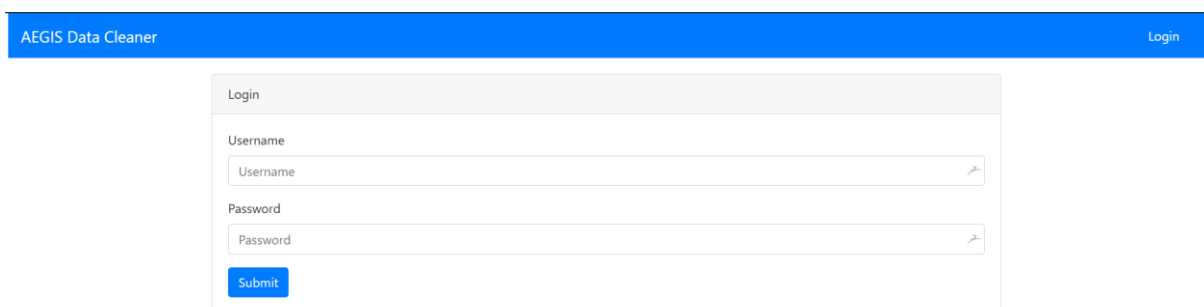 AEGIS Data Cleaner Login
Login
Username
Username
Password
Password
Submit